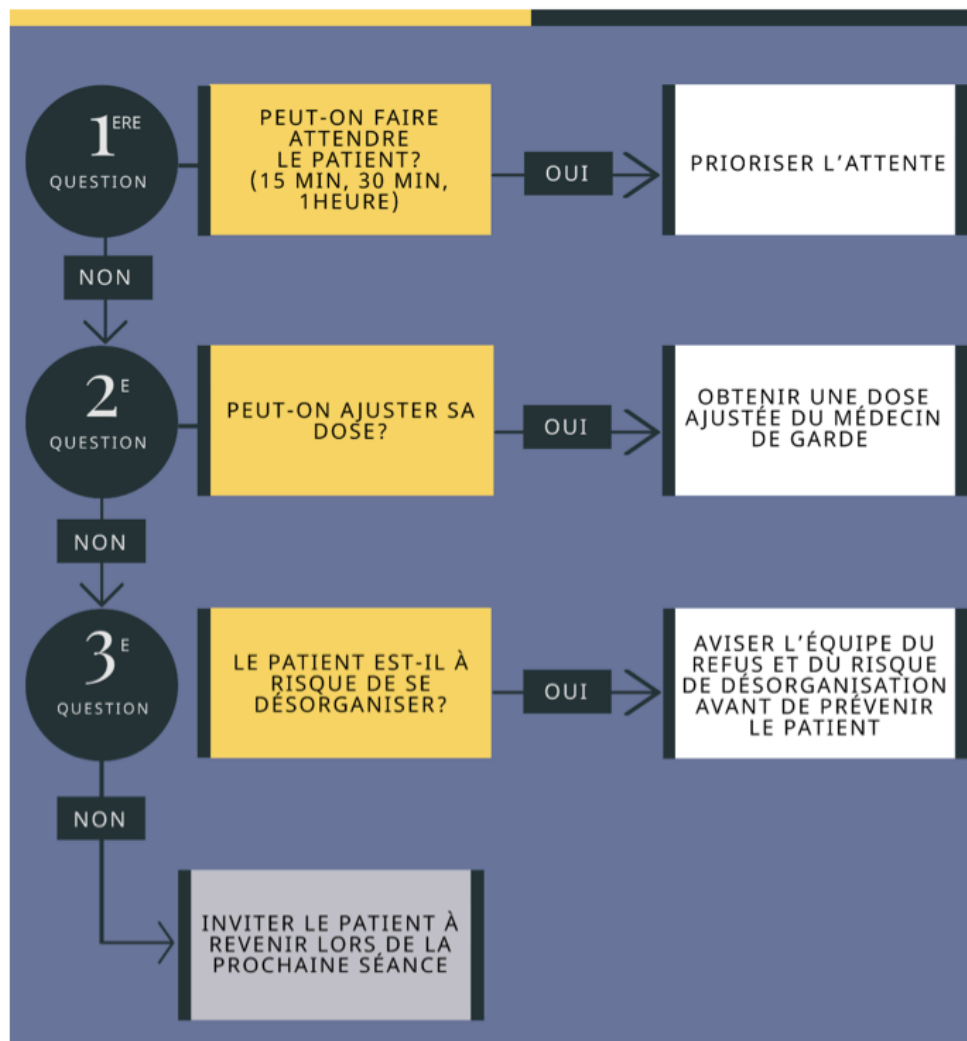 1ERE
QUESTION
PEUT-ON FAIRE
ATTENDRE
LE PATIENT?
(15 MIN, 30 MIN,
1HEURE)
OUI
PRIORISER L'ATTENTE
NON
2E
QUESTION
PEUT-ON AJUSTER SA
DOSE?
OUI
OBTENIR UNE DOSE
AJUSTÉE DU MÉDECIN
DE GARDE
NON
3E
QUESTION
LE PATIENT EST-IL À
RISQUE DE SE
DÉSORGANISER?
OUI
AVISER L'ÉQUIPE DU
REFUS ET DU RISQUE
DE DÉSORGANISATION
AVANT DE PRÉVENIR
LE PATIENT
NON
INVITER LE PATIENT À
REVENIR LORS DE LA
PROCHAINE SÉANCE